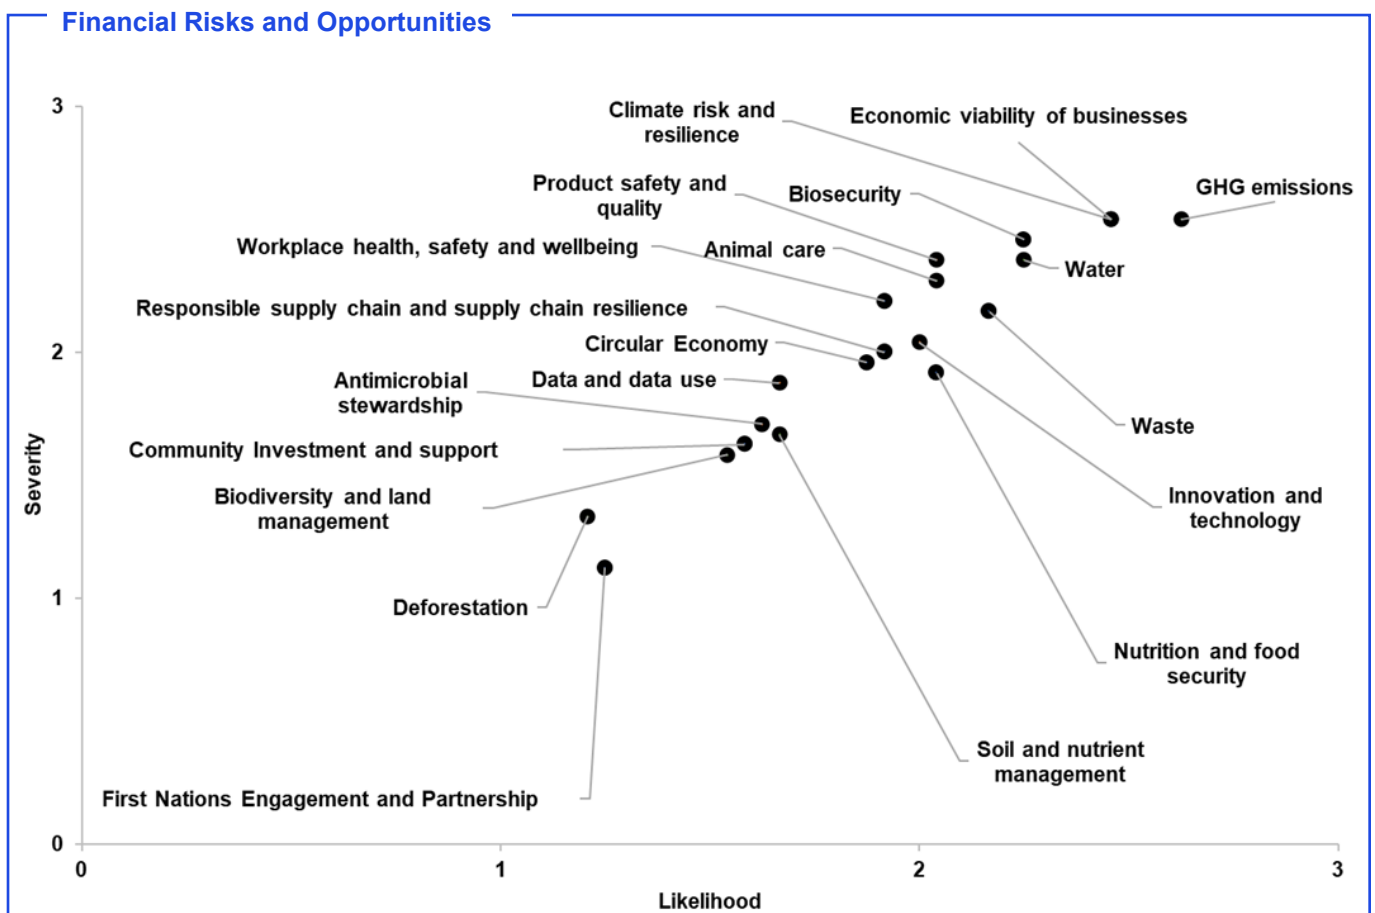 Financial Risks and Opportunities
3
Climate risk and
resilience
Economic viability of businesses
Product safety and
quality
Biosecurity
GHG emissions
Workplace health, safety and wellbeing
Animal care
Water
Responsible supply chain and supply chain resilience
Circular Economy
2
Data and data use
Antimicrobial
stewardship
Waste
Community Investment and support
Severity
Biodiversity and land
management
Innovation and
technology
1
Deforestation
Nutrition and food
security
Soil and nutrient
management
First Nations Engagement and Partnership
0
0
1
2
3
Likelihood